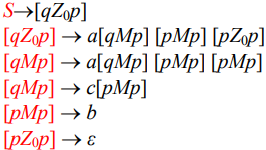 S→[qZ₀p]
[qZ₀p] → a[qMp] [pMp] [pZ₀p]
[qMp] → a[qMp] [pMp] [pMp]
[qMp] → c[pMp]
[pMp] → b
[pZ₀p] → ε